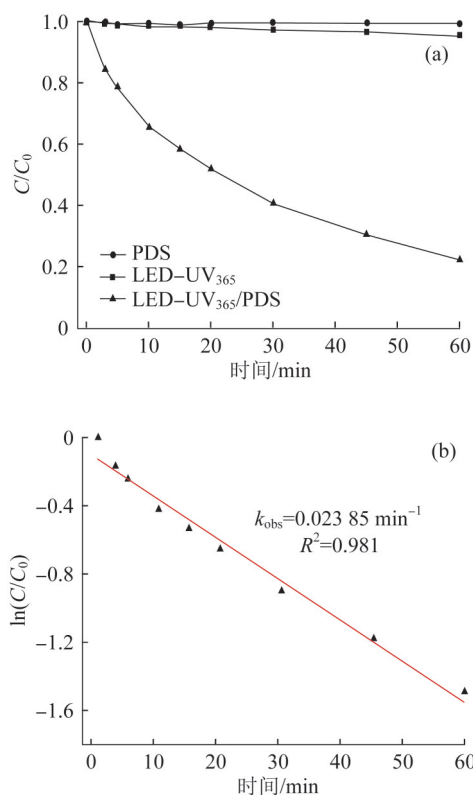 1.0
(a)
0.8
0.6
C/C₀
0.4
PDS
LED−UV₃₆₅
0.2
LED−UV₃₆₅/PDS
0
0 10 20 30 40 50 60
时间/min
0
(b)
−0.4
k_obs=0.023 85 min⁻¹
R²=0.981
−0.8
ln(C/C₀)
−1.2
−1.6
0 10 20 30 40 50 60
时间/min